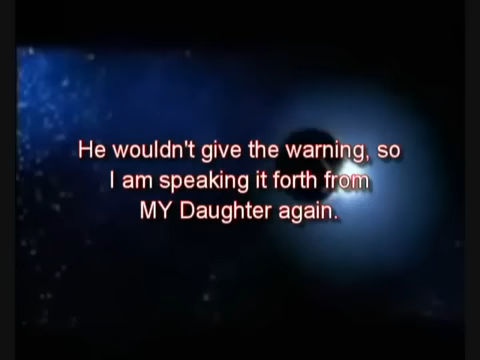 He wouldn't give the warning, so
I am speaking it forth from
MY Daughter again.